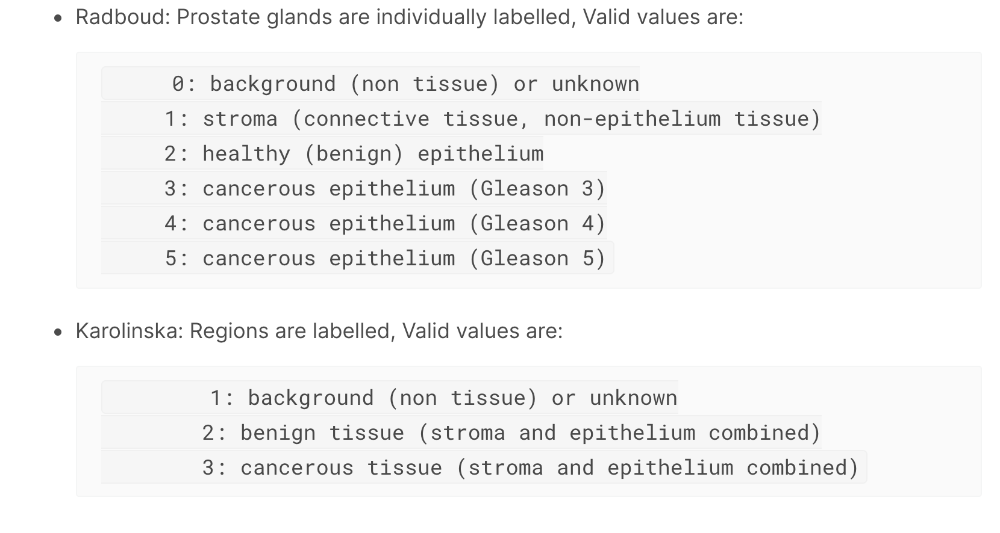 • Radboud: Prostate glands are individually labelled, Valid values are:
0: background (non tissue) or unknown
1: stroma (connective tissue, non-epithelium tissue)
2: healthy (benign) epithelium
3: cancerous epithelium (Gleason 3)
4: cancerous epithelium (Gleason 4)
5: cancerous epithelium (Gleason 5)
• Karolinska: Regions are labelled, Valid values are:
1: background (non tissue) or unknown
2: benign tissue (stroma and epithelium combined)
3: cancerous tissue (stroma and epithelium combined)